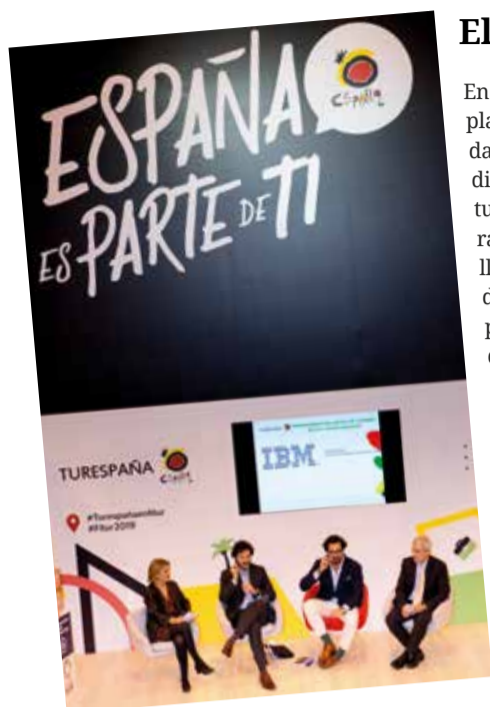 ESPAÑA
ES PARTE DE TI
España
TURESPAÑA
España
#Turespañaenfitur
#Fitur2019
IBM
El
En
pla
da
di
tu
ra
ll
d
p